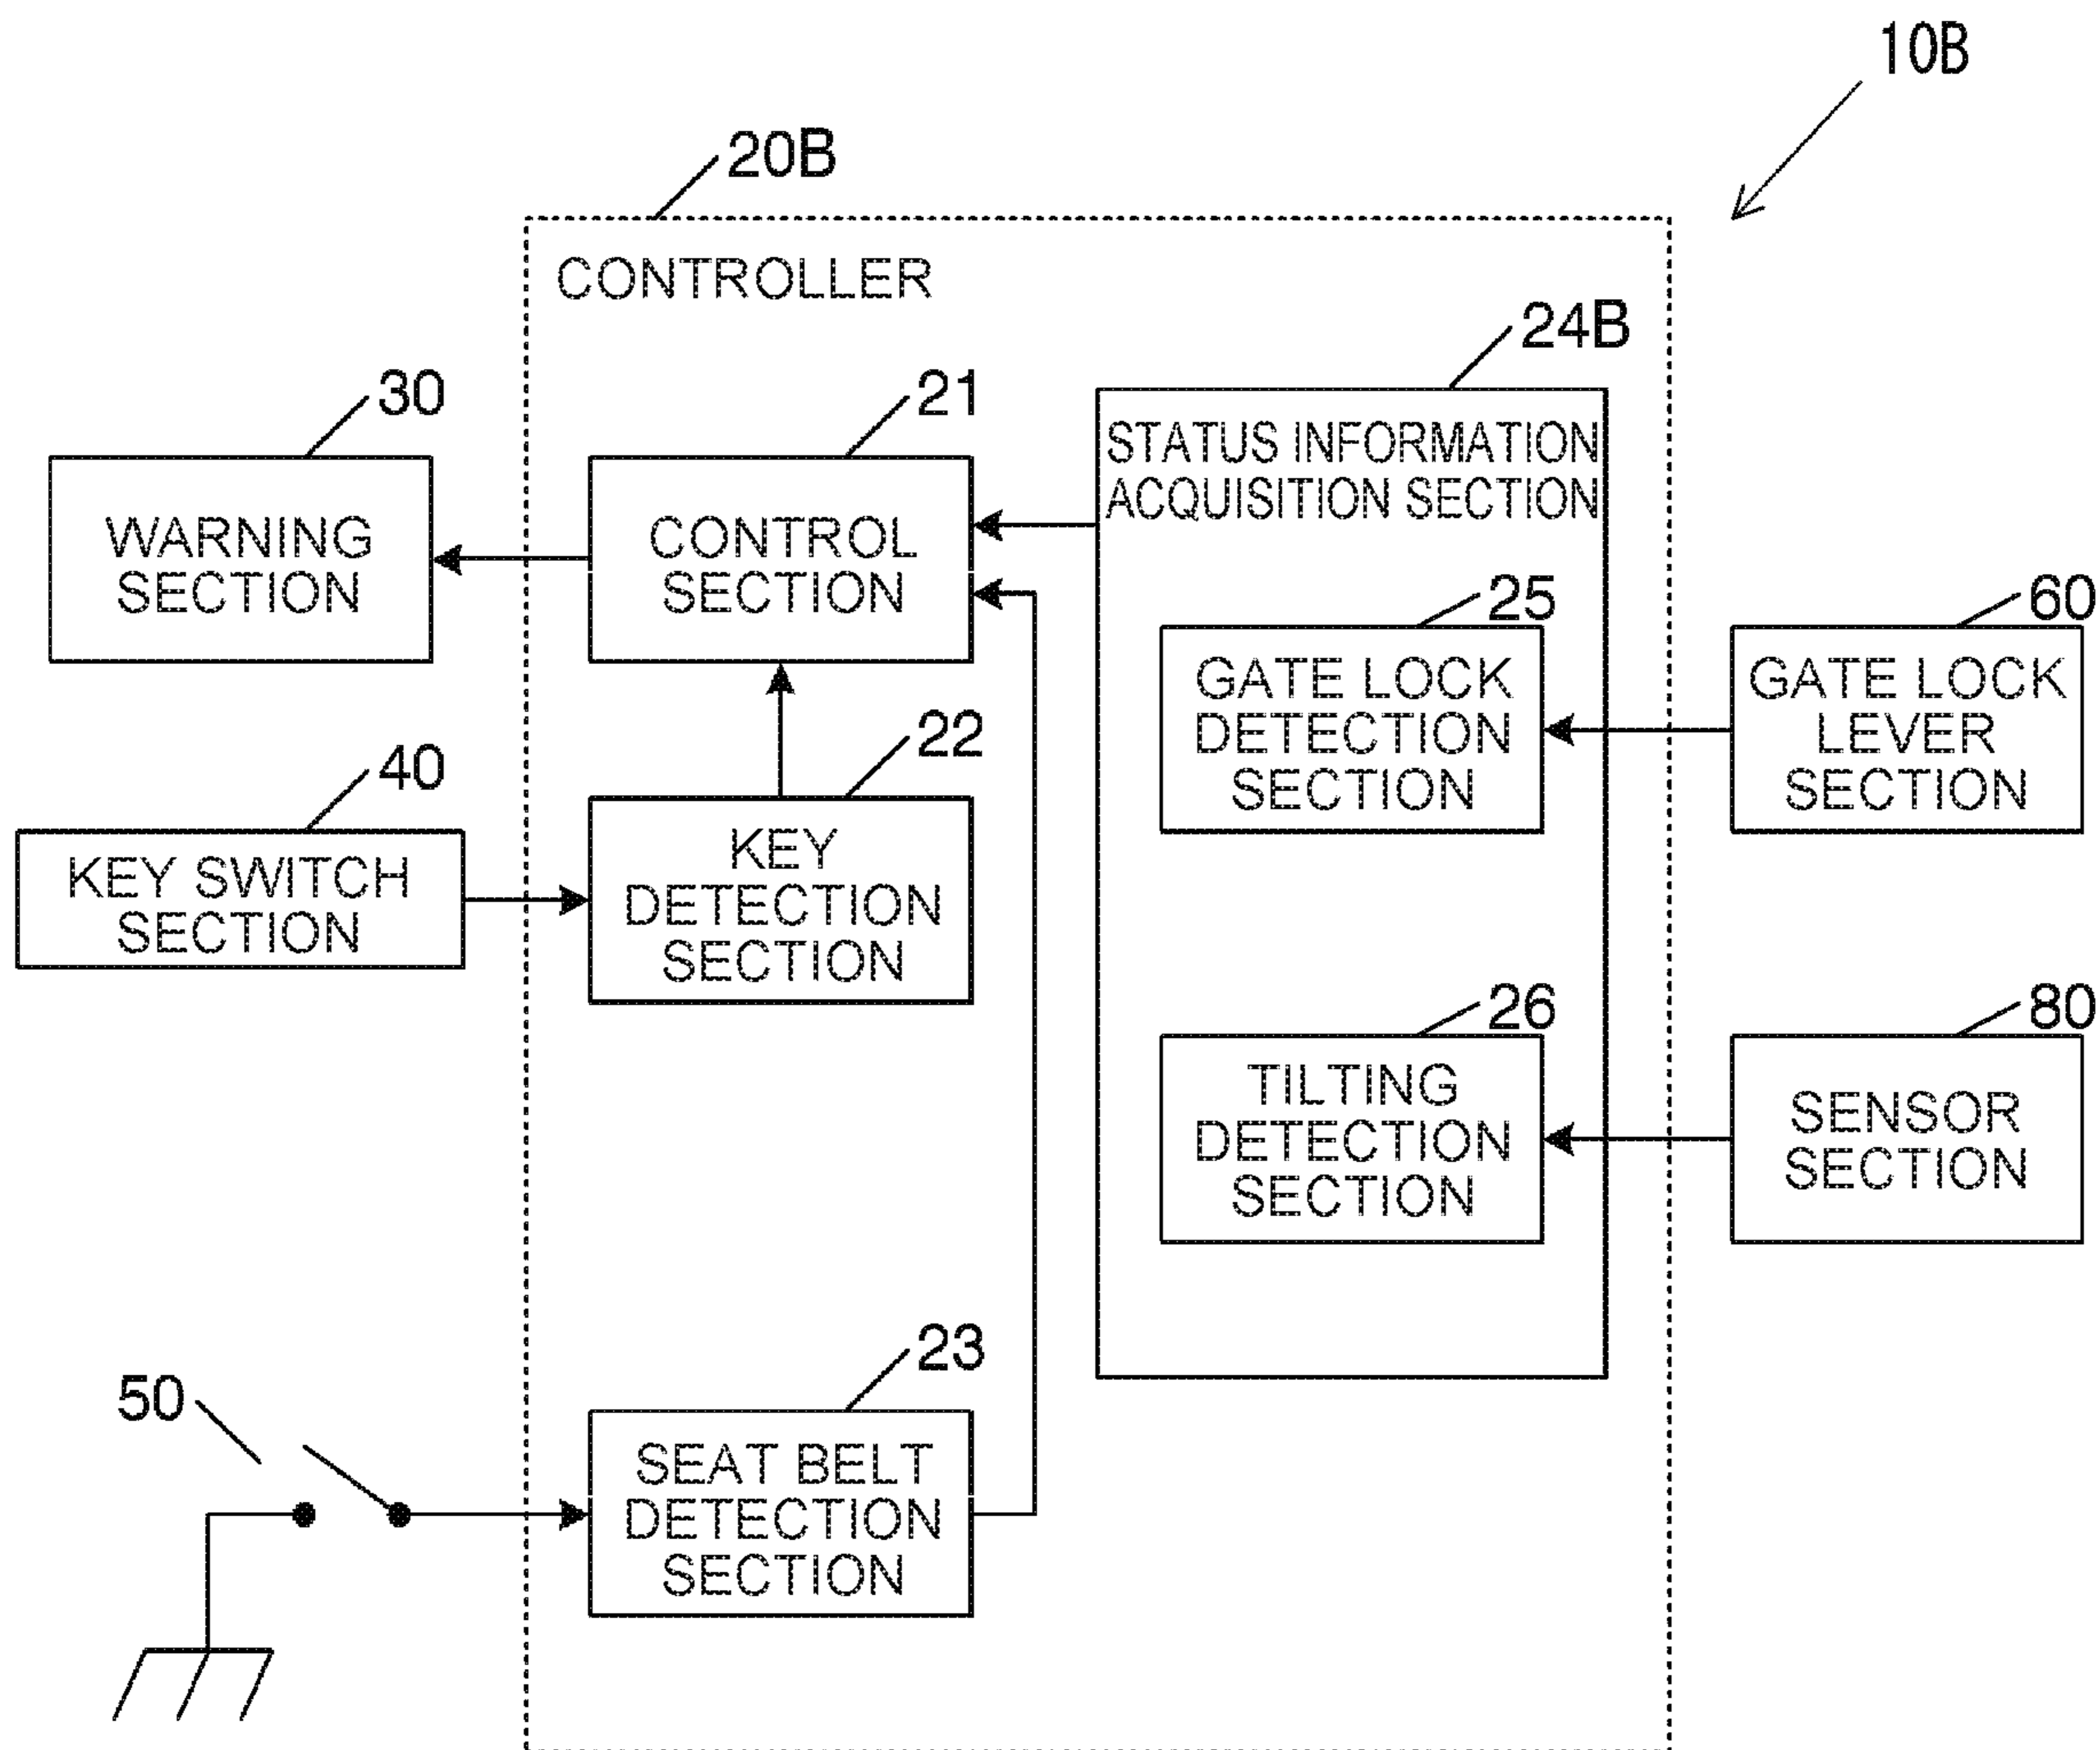 10B
20B
CONTROLLER
24B
30
21
STATUS INFORMATION
ACQUISITION SECTION
WARNING
SECTION
CONTROL
SECTION
25
60
GATE LOCK
DETECTION
SECTION
GATE LOCK
LEVER
SECTION
22
40
KEY SWITCH
SECTION
KEY
DETECTION
SECTION
26
80
TILTING
DETECTION
SECTION
SENSOR
SECTION
23
50
SEAT BELT
DETECTION
SECTION